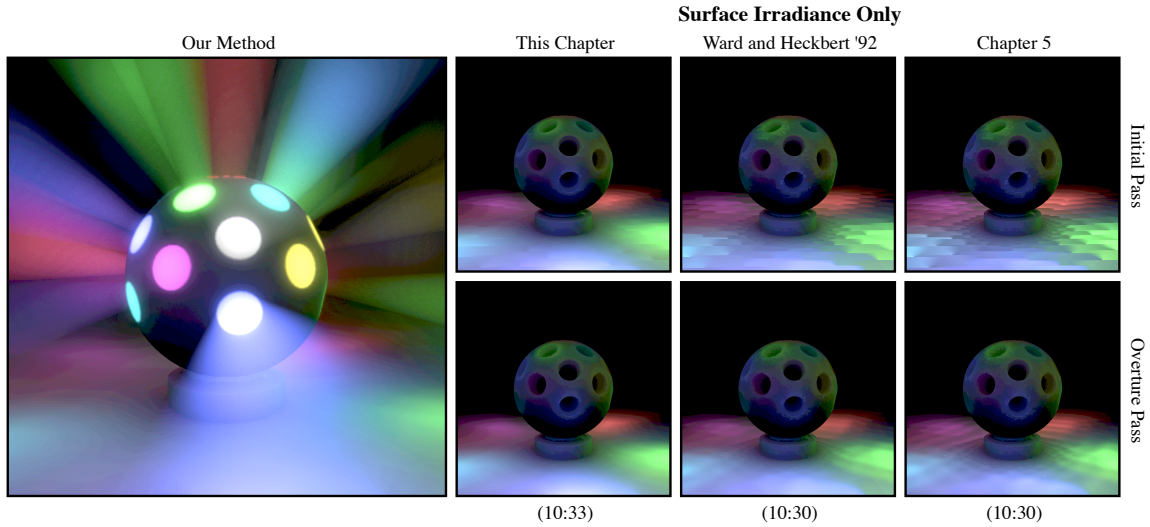 Surface Irradiance Only
Our Method
This Chapter
Ward and Heckbert '92
Chapter 5
Initial Pass
Overture Pass
(10:33)
(10:30)
(10:30)